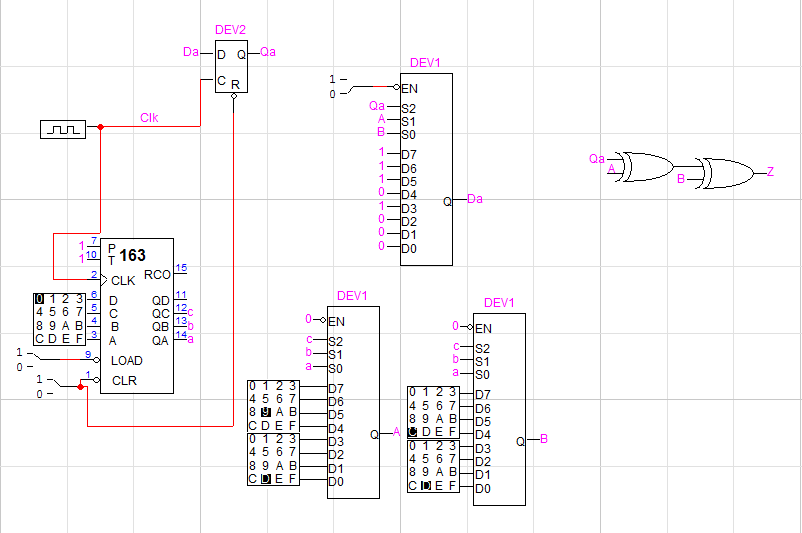 DEV2
Da D Q Qa
C R
Clk
DEV1
1
0
EN
Qa S2
A S1
B S0
1 D7
1 D6
1 D5
0 D4
1 D3
0 D2
0 D1
0 D0
Q Da
Qa
A
B
Z
163
1 7 P
1 10 T
2 CLK
RCO 15
0 1 2 3
4 5 6 7
8 9 A B
C D E F
6 D
5 C
4 B
3 A
QD 11
QC 12 c
QB 13 b
QA 14 a
1
0
9 LOAD
1
0
1 CLR
DEV1
0 EN
c S2
b S1
a S0
0 1 2 3
4 5 6 7
8 9 A B
C D E F
0 1 2 3
4 5 6 7
8 9 A B
C D E F
D7
D6
D5
D4
D3
D2
D1
D0
Q A
DEV1
0 EN
c S2
b S1
a S0
0 1 2 3
4 5 6 7
8 9 A B
C D E F
0 1 2 3
4 5 6 7
8 9 A B
C D E F
D7
D6
D5
D4
D3
D2
D1
D0
Q B